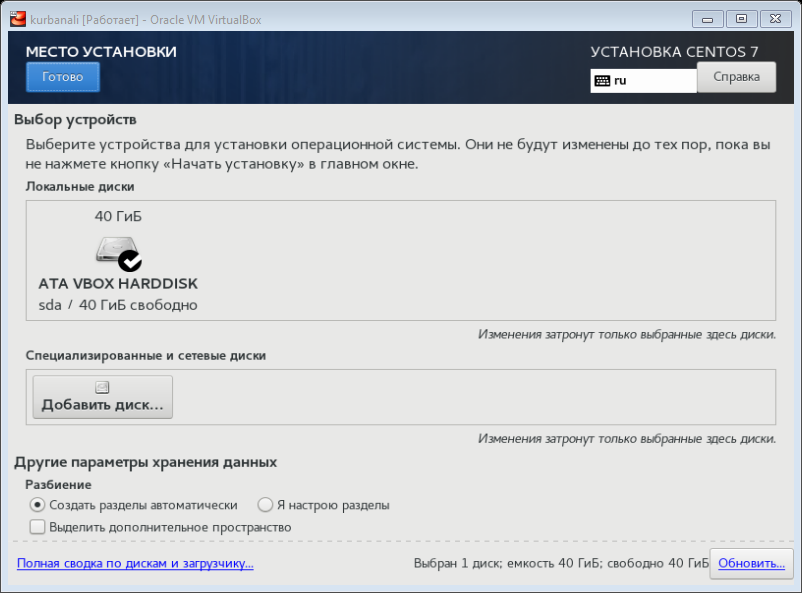 kurbanali [Работает] - Oracle VM VirtualBox
МЕСТО УСТАНОВКИ
УСТАНОВКА CENTOS 7
Готово
ru
Справка
Выбор устройств
Выберите устройства для установки операционной системы. Они не будут изменены до тех пор, пока вы
не нажмете кнопку «Начать установку» в главном окне.
Локальные диски
40 ГиБ
ATA VBOX HARDDISK
sda / 40 ГиБ свободно
Изменения затронут только выбранные здесь диски.
Специализированные и сетевые диски
Добавить диск...
Изменения затронут только выбранные здесь диски.
Другие параметры хранения данных
Разбиение
Создать разделы автоматически
Я настрою разделы
Выделить дополнительное пространство
Полная сводка по дискам и загрузчику...
Выбран 1 диск; емкость 40 ГиБ; свободно 40 ГиБ
Обновить...